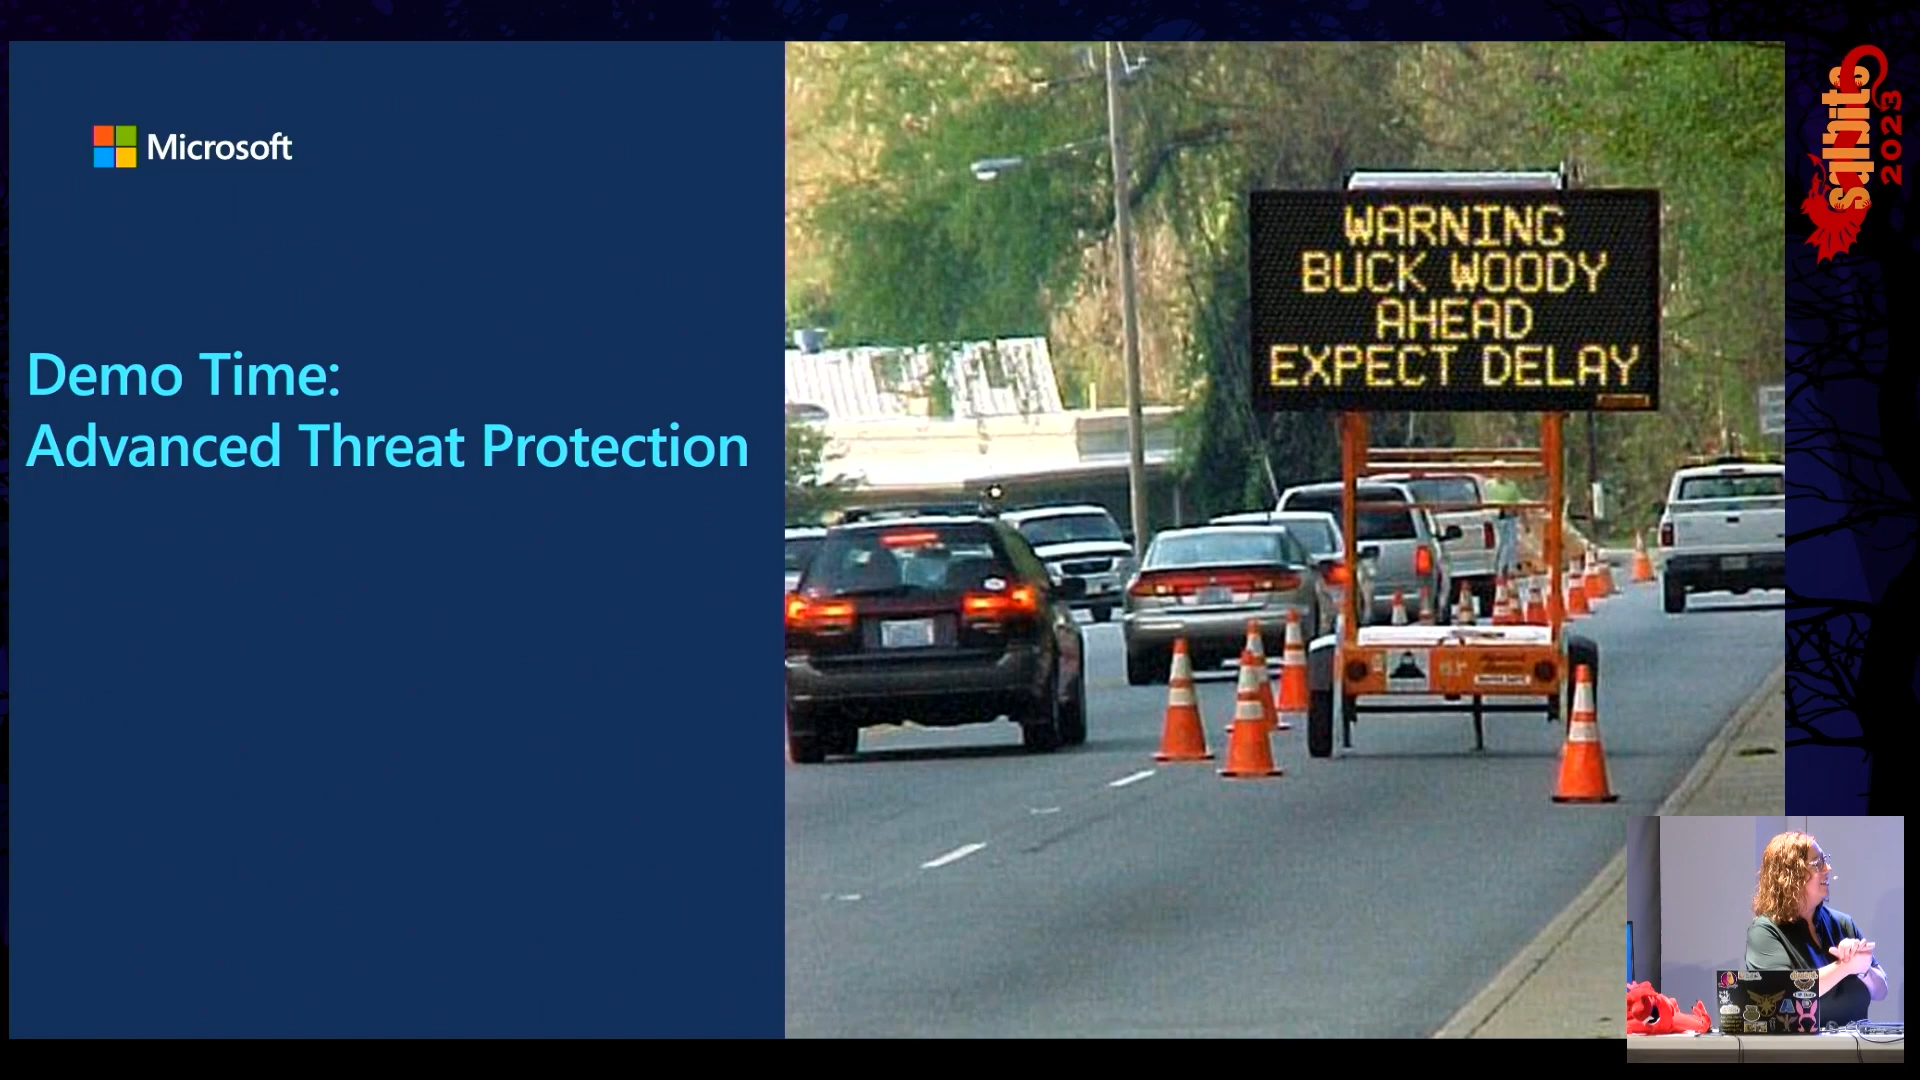 Microsoft
Demo Time:
Advanced Threat Protection
WARNING
BUCK WOODY
AHEAD
EXPECT DELAY
sqlbits
2023